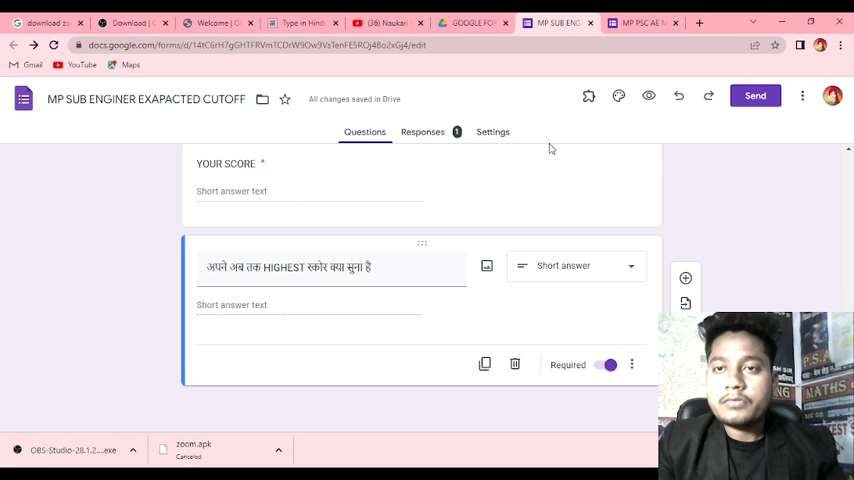 download zo
Download | O
Welcome | O
Type in Hindi
(36) Naukari
GOOGLE FOR
MP SUB ENG
MP PSC AE M
docs.google.com/forms/d/14tC6rH7gGHTFRVmTCDrW9Ow9VsTenFE5ROj4Bo2xGj4/edit
Gmail
YouTube
Maps
MP SUB ENGINER EXAPACTED CUTOFF
All changes saved in Drive
Send
Questions
Responses 1
Settings
YOUR SCORE *
Short answer text
अपने अब तक HIGHEST स्कोर क्या सुना है
Short answer
Short answer text
Required
OBS-Studio-28.1.2....exe
zoom.apk
Canceled
P.S.A
MATHS